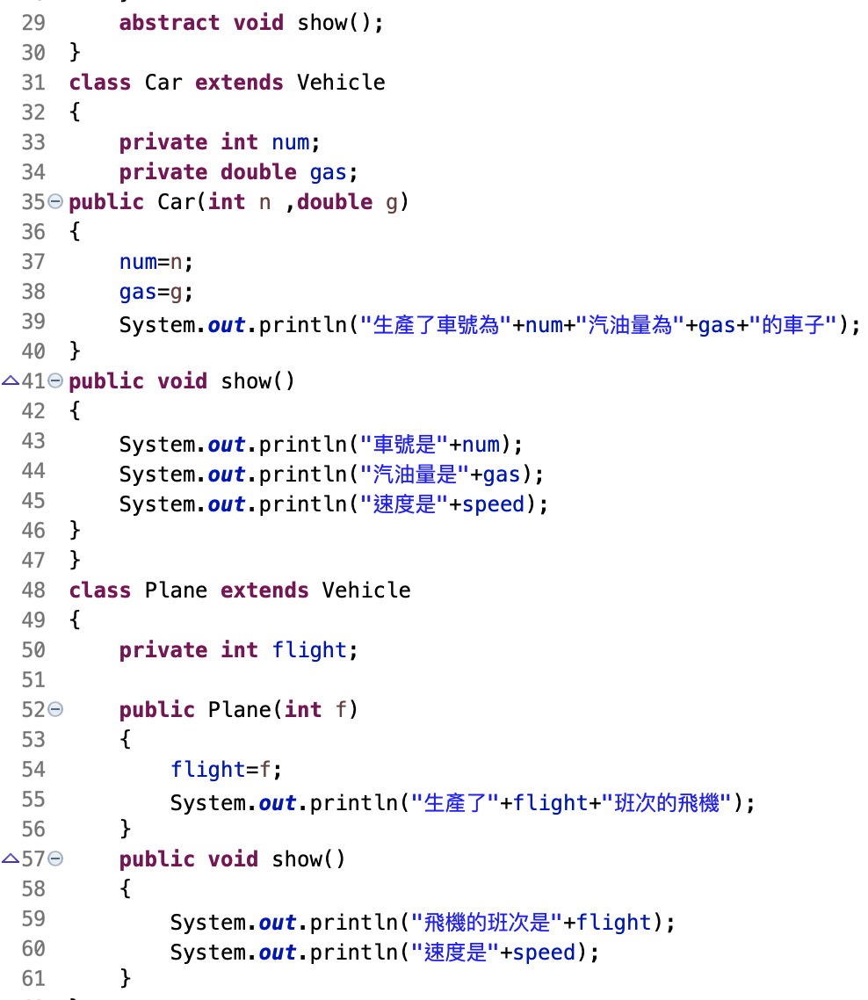 29 abstract void show();
30 }
31 class Car extends Vehicle
32 {
33 private int num;
34 private double gas;
35 public Car(int n ,double g)
36 {
37 num=n;
38 gas=g;
39 System.out.println("生產了車號為"+num+"汽油量為"+gas+"的車子");
40 }
41 public void show()
42 {
43 System.out.println("車號是"+num);
44 System.out.println("汽油量是"+gas);
45 System.out.println("速度是"+speed);
46 }
47 }
48 class Plane extends Vehicle
49 {
50 private int flight;
51
52 public Plane(int f)
53 {
54 flight=f;
55 System.out.println("生產了"+flight+"班次的飛機");
56 }
57 public void show()
58 {
59 System.out.println("飛機的班次是"+flight);
60 System.out.println("速度是"+speed);
61 }